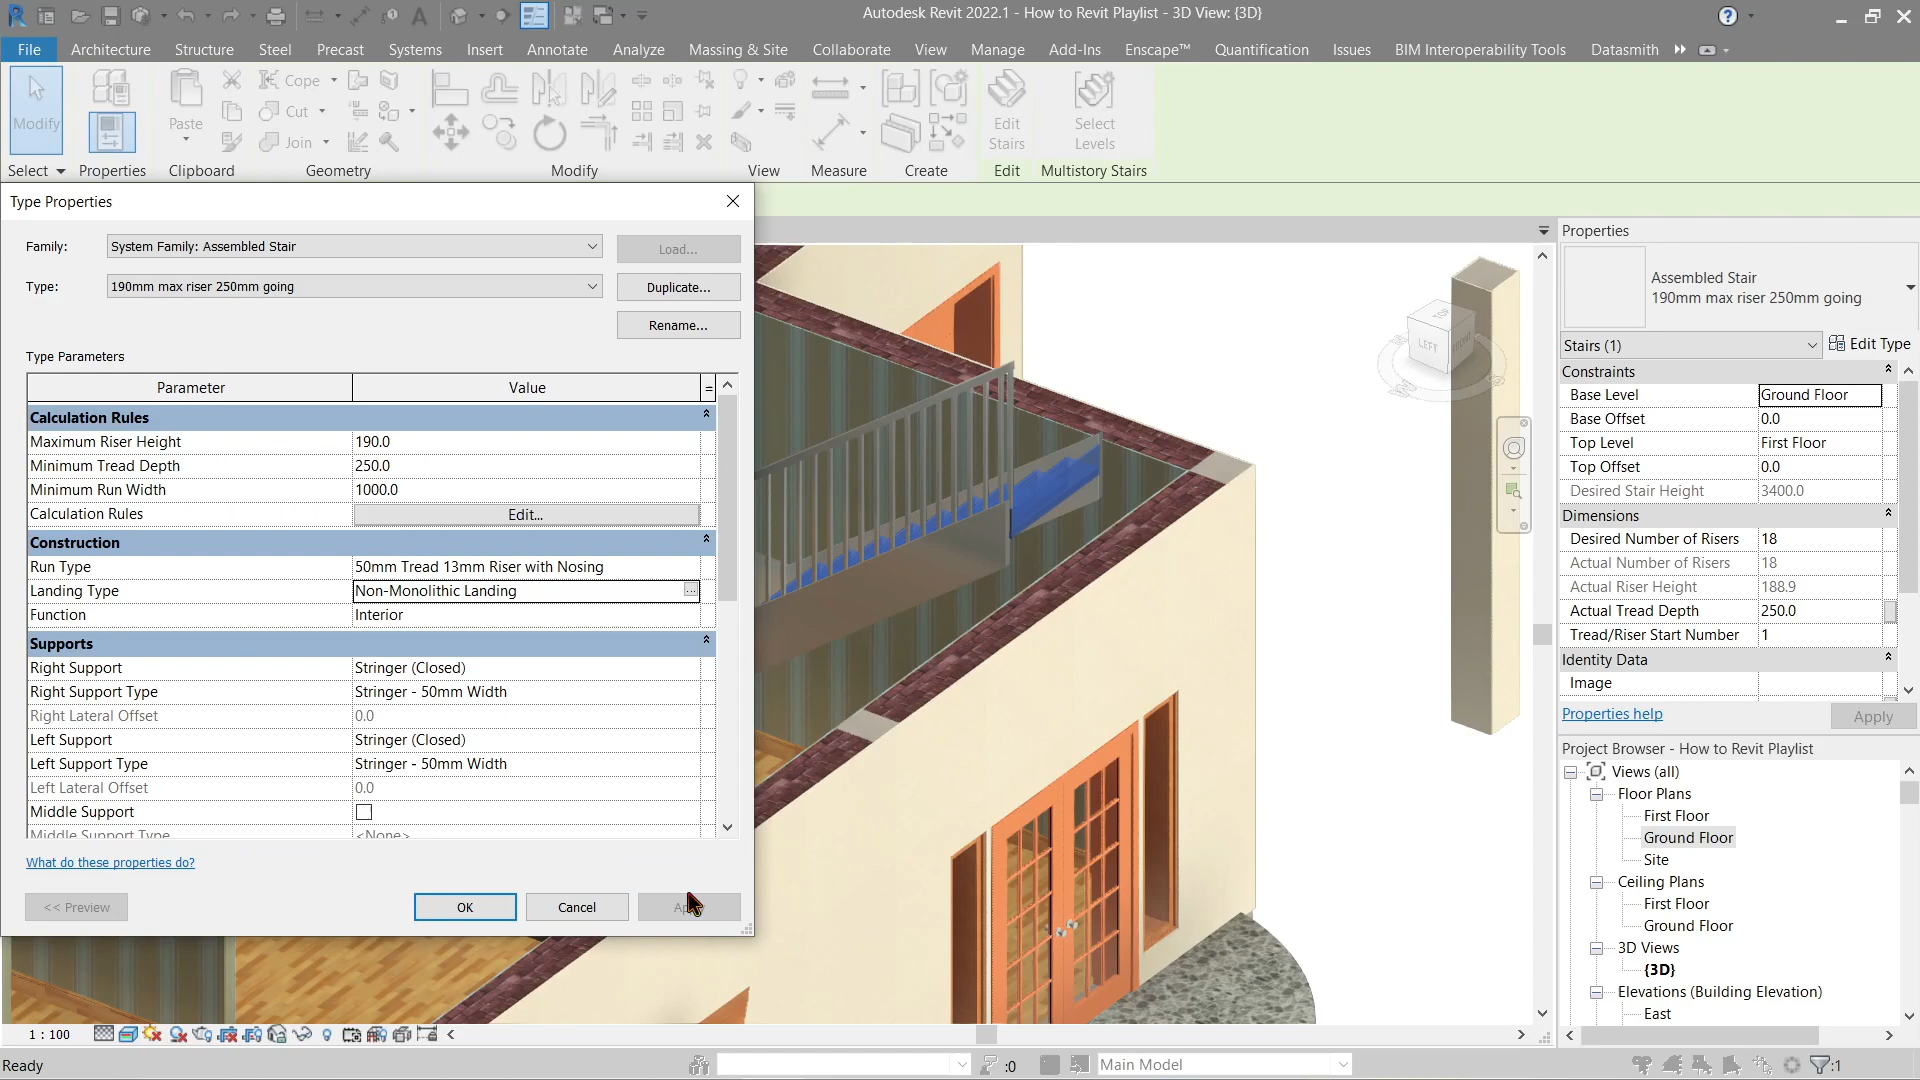 Autodesk Revit 2022.1 - How to Revit Playlist - 3D View: {3D}
File Architecture Structure Steel Precast Systems Insert Annotate Analyze Massing & Site Collaborate View Manage Add-Ins Enscape™ Quantification Issues BIM Interoperability Tools Datasmith
Modify
Paste
Cope
Cut
Join
Edit Stairs
Select Levels
Select Properties Clipboard Geometry Modify View Measure Create Edit Multistory Stairs
Type Properties
Family: System Family: Assembled Stair Load...
Type: 190mm max riser 250mm going Duplicate...
Rename...
Type Parameters
Parameter Value =
Calculation Rules
Maximum Riser Height 190.0
Minimum Tread Depth 250.0
Minimum Run Width 1000.0
Calculation Rules Edit...
Construction
Run Type 50mm Tread 13mm Riser with Nosing
Landing Type Non-Monolithic Landing
Function Interior
Supports
Right Support Stringer (Closed)
Right Support Type Stringer - 50mm Width
Right Lateral Offset 0.0
Left Support Stringer (Closed)
Left Support Type Stringer - 50mm Width
Left Lateral Offset 0.0
Middle Support
Middle Support Type <None>
What do these properties do?
<< Preview OK Cancel
TOP
LEFT
FRONT
Properties
Assembled Stair
190mm max riser 250mm going
Stairs (1) Edit Type
Constraints
Base Level Ground Floor
Base Offset 0.0
Top Level First Floor
Top Offset 0.0
Desired Stair Height 3400.0
Dimensions
Desired Number of Risers 18
Actual Number of Risers 18
Actual Riser Height 188.9
Actual Tread Depth 250.0
Tread/Riser Start Number 1
Identity Data
Image
Properties help Apply
Project Browser - How to Revit Playlist
Views (all)
Floor Plans
First Floor
Ground Floor
Site
Ceiling Plans
First Floor
Ground Floor
3D Views
{3D}
Elevations (Building Elevation)
East
1 : 100
Ready :0 Main Model :1